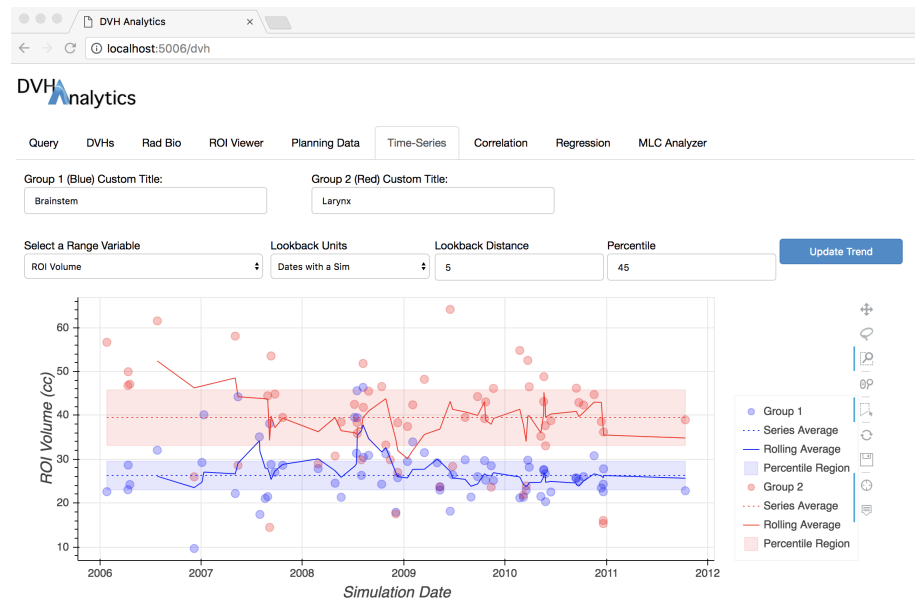 DVH Analytics ×
localhost:5006/dvh
DVH Analytics
Query DVHs Rad Bio ROI Viewer Planning Data Time-Series Correlation Regression MLC Analyzer
Group 1 (Blue) Custom Title: Group 2 (Red) Custom Title:
Brainstem Larynx
Select a Range Variable Lookback Units Lookback Distance Percentile
ROI Volume Dates with a Sim 5 45 Update Trend
60
50
40
30
20
10
ROI Volume (cc)
2006 2007 2008 2009 2010 2011 2012
Simulation Date
Group 1
Series Average
Rolling Average
Percentile Region
Group 2
Series Average
Rolling Average
Percentile Region